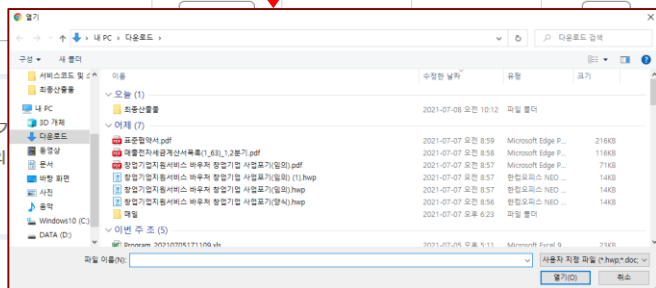 열기
내 PC > 다운로드 >
다운로드 검색
구성 새 폴더
이름 수정한 날짜 유형 크기
서비스코드 및
최종산출물
내 PC
3D 개체
다운로드
동영상
문서
바탕 화면
사진
음악
Windows10 (C:)
DATA (D:)
오늘 (1)
최종산출물 2021-07-08 오전 10:12 파일 폴더
어제 (7)
표준협약서.pdf 2021-07-07 오전 8:59 Microsoft Edge P... 216KB
매출전자세금계산서목록(1_63)_1,2분기.pdf 2021-07-07 오전 8:58 Microsoft Edge P... 118KB
창업기업지원서비스 바우처 창업기업 사업포기(임의).pdf 2021-07-07 오전 8:57 Microsoft Edge P... 71KB
창업기업지원서비스 바우처 창업기업 사업포기(임의) (1).hwp 2021-07-07 오전 8:57 한컴오피스 NEO ... 14KB
창업기업지원서비스 바우처 창업기업 사업포기(임의).hwp 2021-07-07 오전 8:57 한컴오피스 NEO ... 14KB
창업기업지원서비스 바우처 창업기업 사업포기(양식).hwp 2021-07-07 오전 8:56 한컴오피스 NEO ... 14KB
매일 2021-07-07 오후 6:23 파일 폴더
이번 주 초 (5)
Program_20210705171109.xls 2021-07-05 오후 5:11 Microsoft Excel 9... 23KB
파일 이름(N):
사용자 지정 파일 (*.hwp;*.doc;
열기(O) 취소